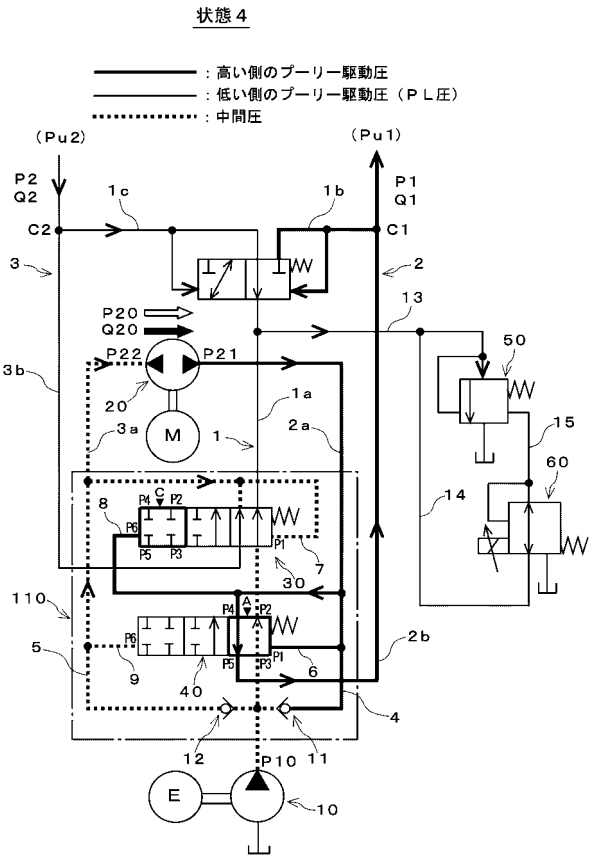 状態4
：高い側のプーリー駆動圧
：低い側のプーリー駆動圧（PL圧）
：中間圧
(Pu2)
(Pu1)
P2
Q2
1c
1b
P1
Q1
C2
C1
3
2
P20
Q20
13
P22
P21
50
3b
20
1a
15
M
3a
1
2a
60
14
8
P4
C
P2
P6
P5
P3
P1
7
30
110
P4
A
P2
P6
P1
5
9
40
P5
P3
6
2b
4
12
11
P10
E
10